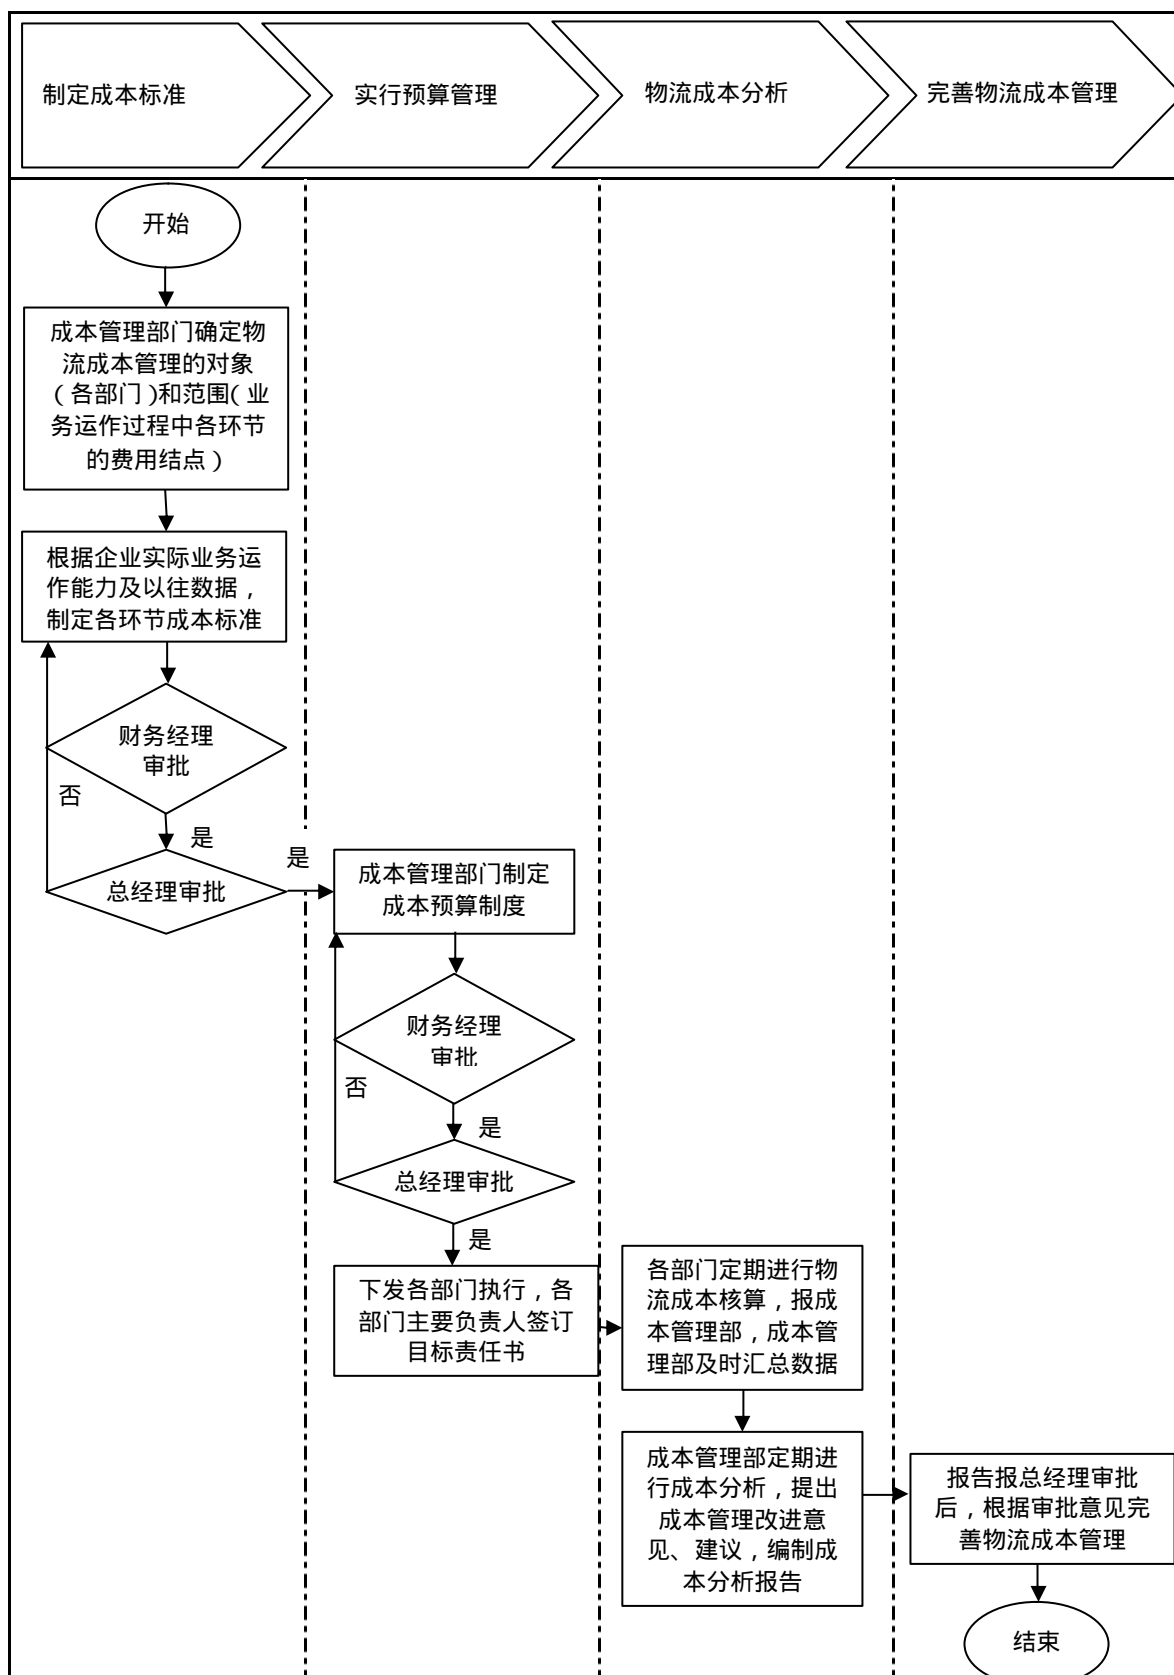 制定成本标准
实行预算管理
物流成本分析
完善物流成本管理
开始
成本管理部门确定物
流成本管理的对象
（各部门）和范围（业
务运作过程中各环节
的费用结点）
根据企业实际业务运
作能力及以往数据，
制定各环节成本标准
财务经理
审批
否
是
总经理审批
是
成本管理部门制定
成本预算制度
财务经理
审批
否
是
总经理审批
是
下发各部门执行，各
部门主要负责人签订
目标责任书
各部门定期进行物
流成本核算，报成
本管理部，成本管
理部及时汇总数据
成本管理部定期进
行成本分析，提出
成本管理改进意
见、建议，编制成
本分析报告
报告报总经理审批
后，根据审批意见完
善物流成本管理
结束